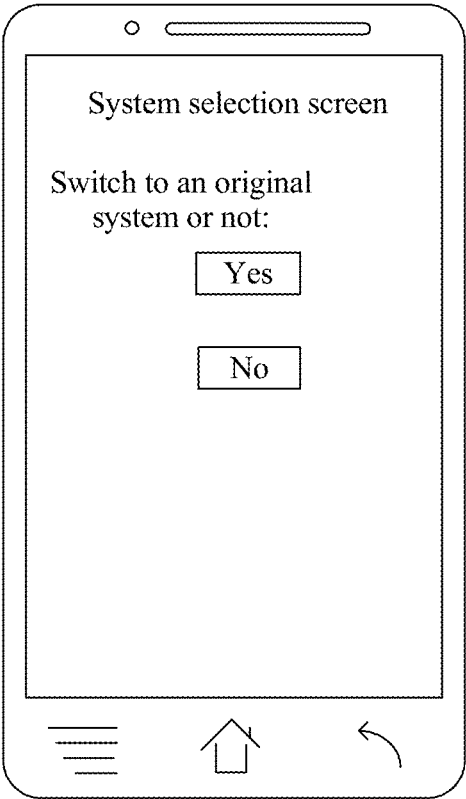 System selection screen
Switch to an original
system or not:
Yes
No